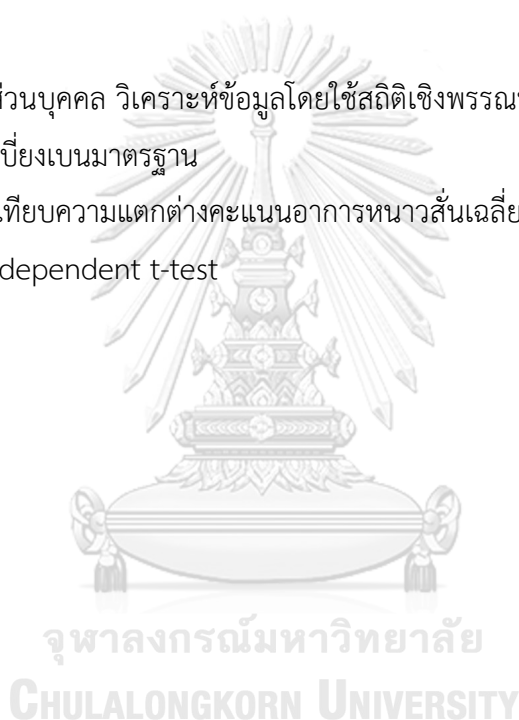 ส่วนบุคคล วิเคราะห์ข้อมูลโดยใช้สถิติเชิงพรรณ
บี่ยงเบนมาตรฐาน
เทียบความแตกต่างคะแนนอาการหนาวสั่นเฉลี่ย
dependent t-test
จุฬาลงกรณ์มหาวิทยาลัย
CHULALONGKORN UNIVERSITY